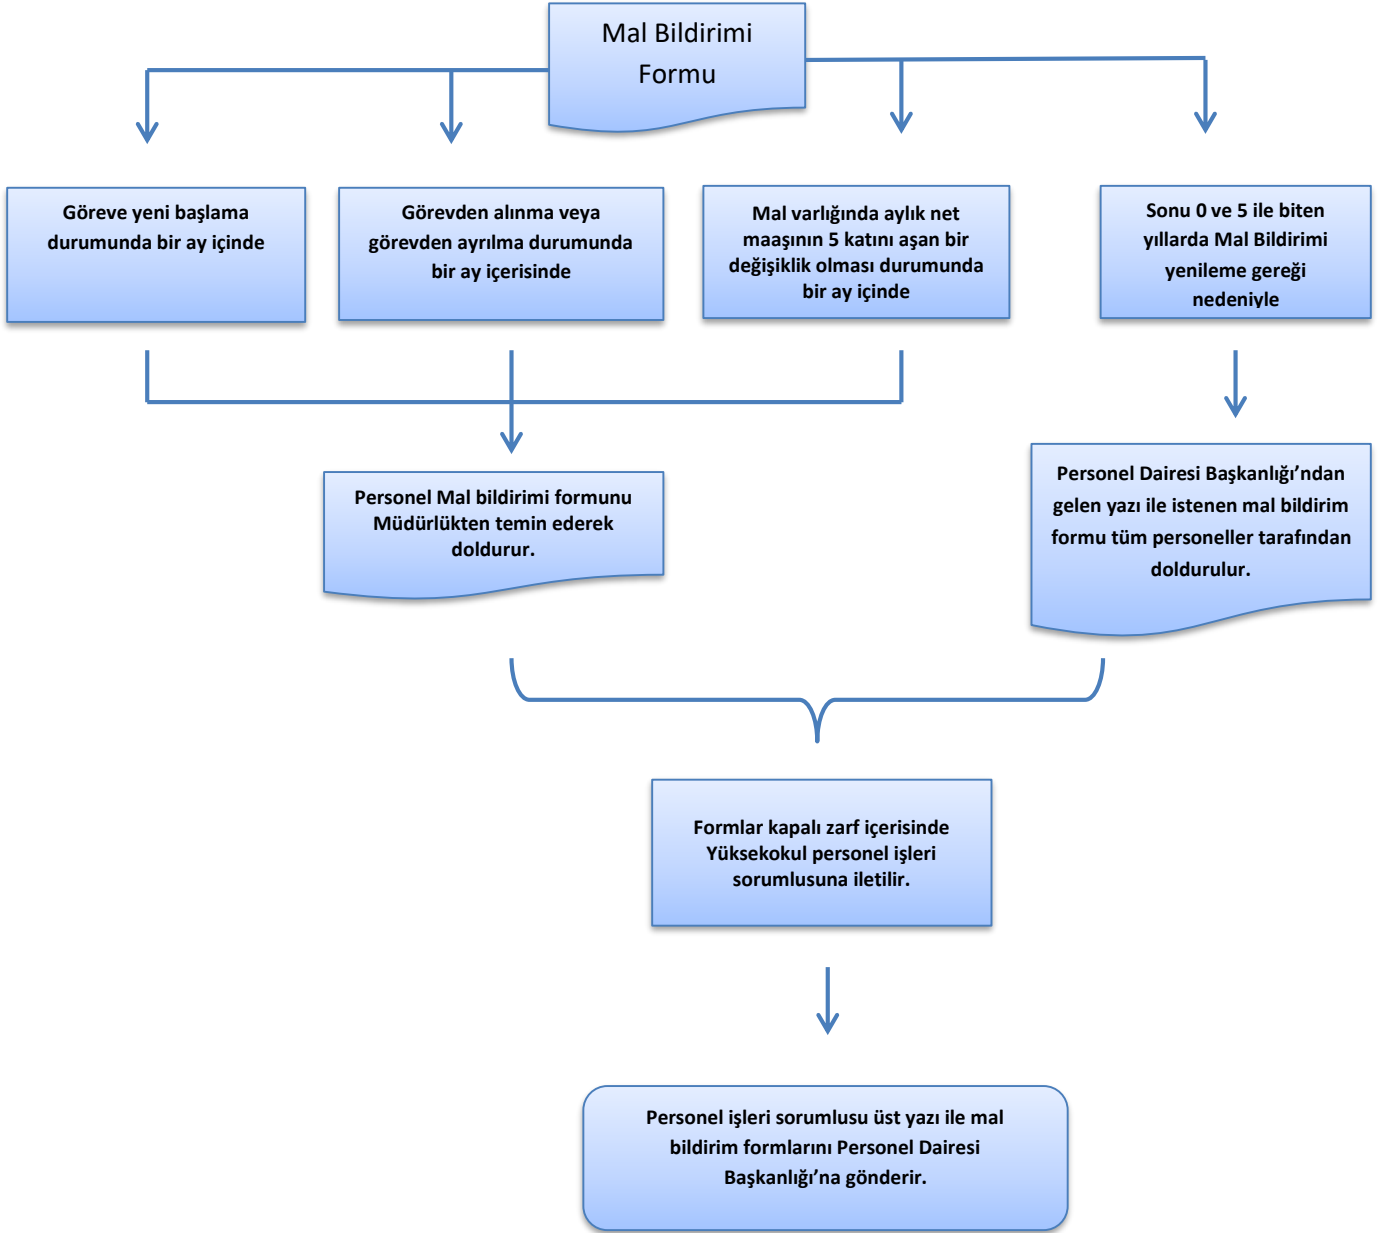 Mal Bildirimi
Formu
Göreve yeni başlama
durumunda bir ay içinde
Görevden alınma veya
görevden ayrılma durumunda
bir ay içerisinde
Mal varlığında aylık net
maaşının 5 katını aşan bir
değişiklik olması durumunda
bir ay içinde
Sonu 0 ve 5 ile biten
yıllarda Mal Bildirimi
yenileme gereği
nedeniyle
Personel Mal bildirimi formunu
Müdürlükten temin ederek
doldurur.
Personel Dairesi Başkanlığı’ndan
gelen yazı ile istenen mal bildirim
formu tüm personeller tarafından
doldurulur.
Formlar kapalı zarf içerisinde
Yüksekokul personel işleri
sorumlusuna iletilir.
Personel işleri sorumlusu üst yazı ile mal
bildirim formlarını Personel Dairesi
Başkanlığı’na gönderir.